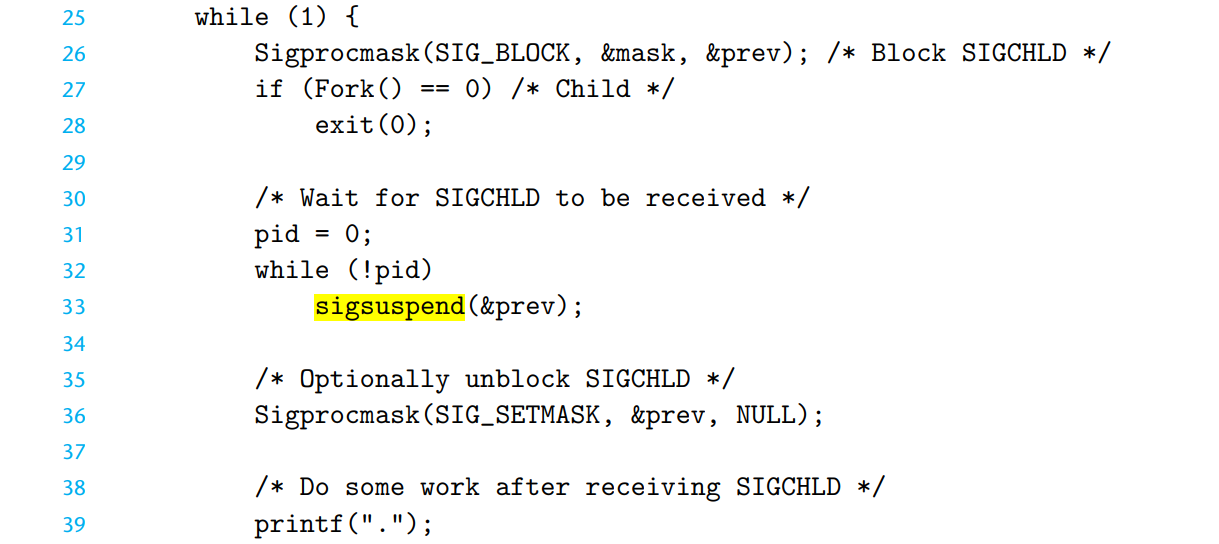 25 while (1) {
26 Sigprocmask(SIG_BLOCK, &mask, &prev); /* Block SIGCHLD */
27 if (Fork() == 0) /* Child */
28 exit(0);
29
30 /* Wait for SIGCHLD to be received */
31 pid = 0;
32 while (!pid)
33 sigsuspend(&prev);
34
35 /* Optionally unblock SIGCHLD */
36 Sigprocmask(SIG_SETMASK, &prev, NULL);
37
38 /* Do some work after receiving SIGCHLD */
39 printf(".");